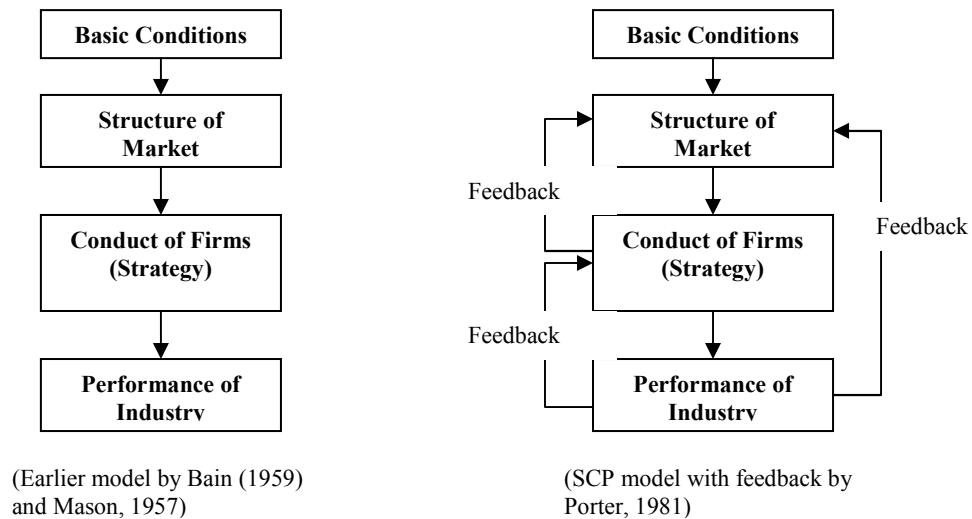 Basic Conditions
Structure of
Market
Conduct of Firms
(Strategy)
Performance of
Industry
(Earlier model by Bain (1959)
and Mason, 1957)
Basic Conditions
Structure of
Market
Feedback
Feedback
Conduct of Firms
(Strategy)
Feedback
Performance of
Industry
(SCP model with feedback by
Porter, 1981)